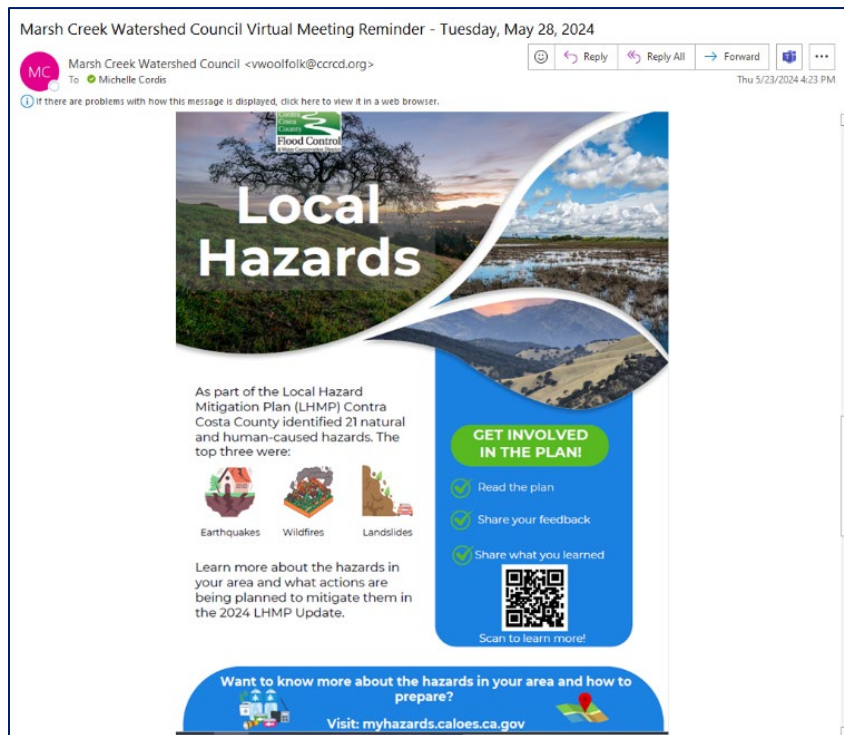 Marsh Creek Watershed Council Virtual Meeting Reminder - Tuesday, May 28, 2024
MC
Marsh Creek Watershed Council <vwoolfolk@ccrcd.org>
To Michelle Cordis
Reply
Reply All
Forward
Thu 5/23/2024 4:23 PM
If there are problems with how this message is displayed, click here to view it in a web browser.
Contra
Costa
County
Flood Control
& Water Conservation District
Local
Hazards
As part of the Local Hazard
Mitigation Plan (LHMP) Contra
Costa County identified 21 natural
and human-caused hazards. The
top three were:
Earthquakes
Wildfires
Landslides
Learn more about the hazards in
your area and what actions are
being planned to mitigate them in
the 2024 LHMP Update.
GET INVOLVED
IN THE PLAN!
Read the plan
Share your feedback
Share what you learned
Scan to learn more!
Want to know more about the hazards in your area and how to
prepare?
Visit: myhazards.caloes.ca.gov